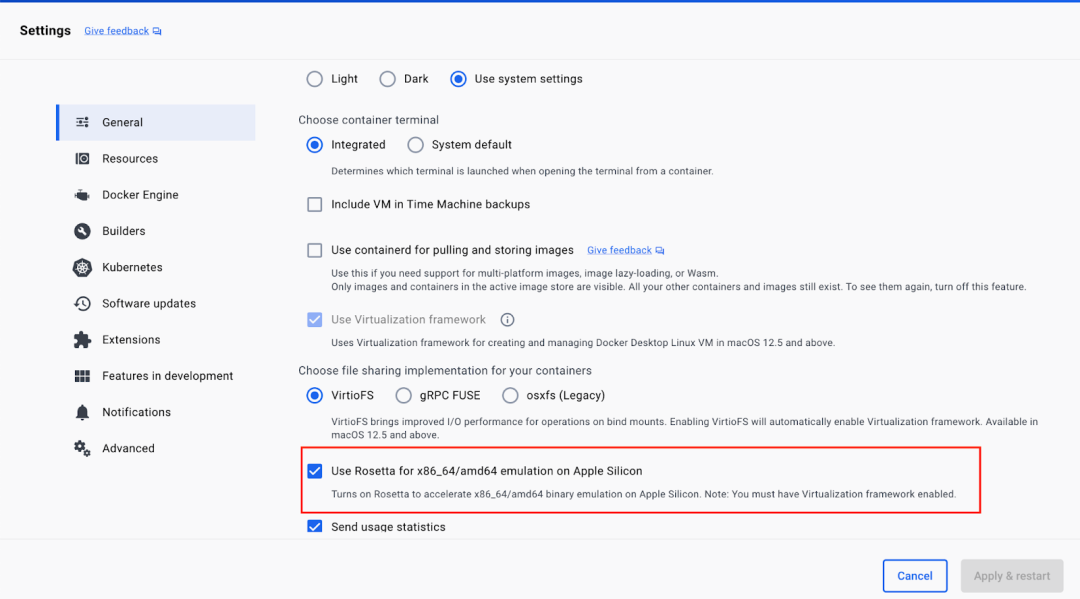 Settings
Give feedback
General
Resources
Docker Engine
Builders
Kubernetes
Software updates
Extensions
Features in development
Notifications
Advanced
Light Dark Use system settings
Choose container terminal
Integrated System default
Determines which terminal is launched when opening the terminal from a container.
Include VM in Time Machine backups
Use containerd for pulling and storing images Give feedback
Use this if you need support for multi-platform images, image lazy-loading, or Wasm.
Only images and containers in the active image store are visible. All your other containers and images still exist. To see them again, turn off this feature.
Use Virtualization framework
Uses Virtualization framework for creating and managing Docker Desktop Linux VM in macOS 12.5 and above.
Choose file sharing implementation for your containers
VirtioFS gRPC FUSE osxfs (Legacy)
VirtioFS brings improved I/O performance for operations on bind mounts. Enabling VirtioFS will automatically enable Virtualization framework. Available in
macOS 12.5 and above.
Use Rosetta for x86_64/amd64 emulation on Apple Silicon
Turns on Rosetta to accelerate x86_64/amd64 binary emulation on Apple Silicon. Note: You must have Virtualization framework enabled.
Send usage statistics
Cancel Apply & restart